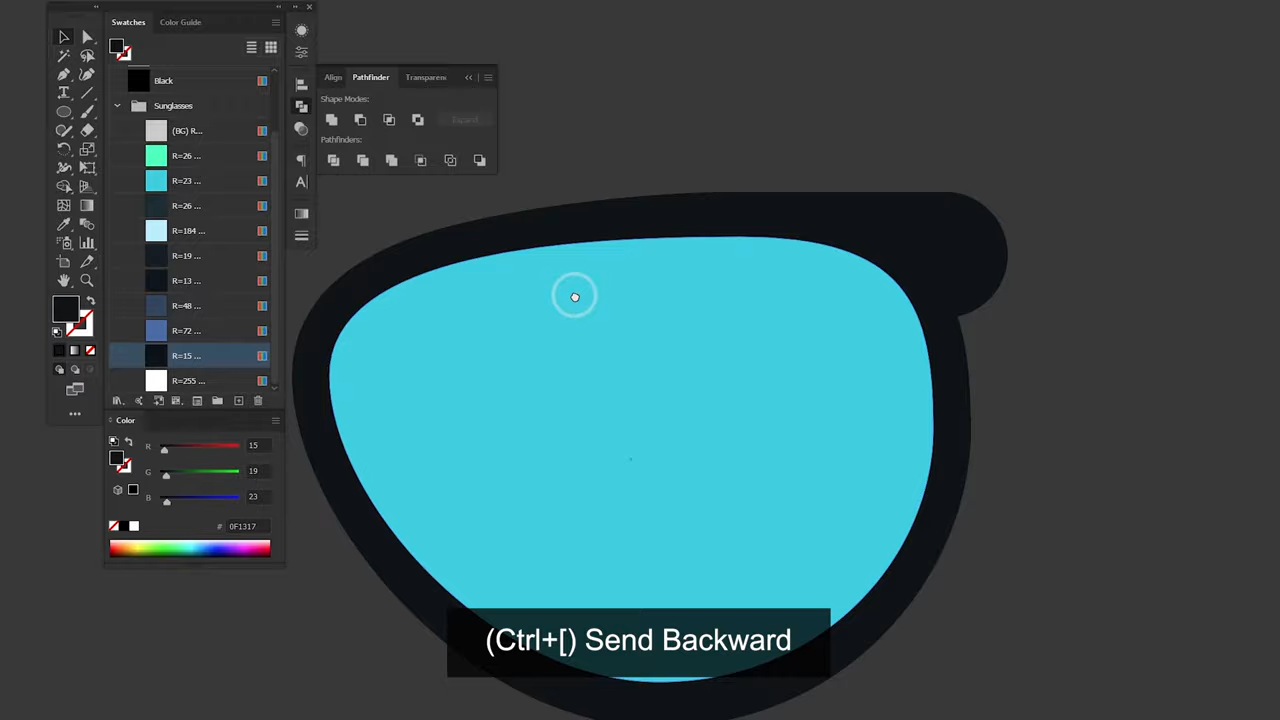 Swatches
Color Guide
Black
Sunglasses
(BG) R...
R=26 ...
R=23 ...
R=26 ...
R=184 ...
R=19 ...
R=13 ...
R=48 ...
R=72 ...
R=15 ...
R=255 ...
Color
R
15
G
19
B
23
#
0F1317
Align
Pathfinder
Transparen
Shape Modes:
Expand
Pathfinders:
(Ctrl+[) Send Backward